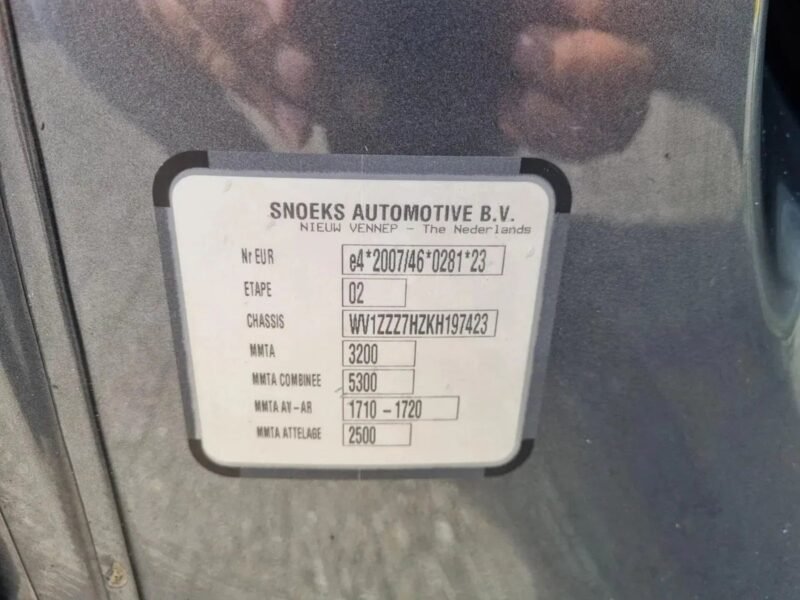 SNOEKS AUTOMOTIVE B.V.
NIEUW VENNEP - The Nederlands
Nr EUR e4*2007/46*0281*23
ETAPE 02
CHASSIS WV1ZZZ7HZKH197423
MMTA 3200
MMTA COMBINEE 5300
MMTA AV-AR 1710 - 1720
MMTA ATTELAGE 2500